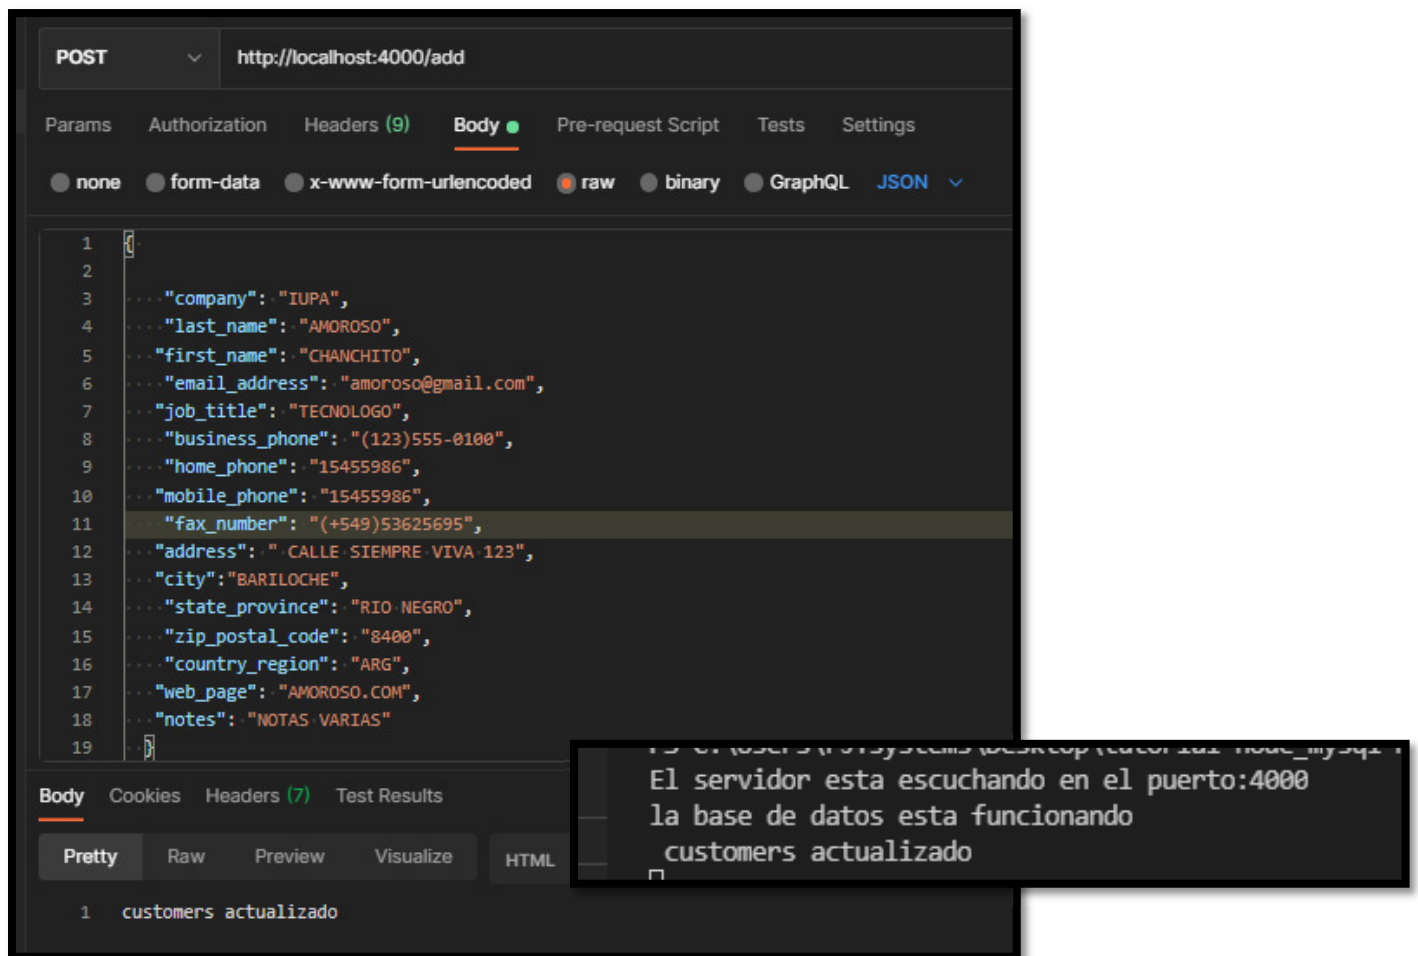 POST http://localhost:4000/add
Params Authorization Headers (9) Body Pre-request Script Tests Settings
none form-data x-www-form-urlencoded raw binary GraphQL JSON
1 {
2
3 "company": "IUPA",
4 "last_name": "AMOROSO",
5 "first_name": "CHANCHITO",
6 "email_address": "amoroso@gmail.com",
7 "job_title": "TECNOLOGO",
8 "business_phone": "(123)555-0100",
9 "home_phone": "15455986",
10 "mobile_phone": "15455986",
11 "fax_number": "(+549)53625695",
12 "address": " CALLE SIEMPRE VIVA 123",
13 "city":"BARILOCHE",
14 "state_province": "RIO NEGRO",
15 "zip_postal_code": "8400",
16 "country_region": "ARG",
17 "web_page": "AMOROSO.COM",
18 "notes": "NOTAS VARIAS"
19 }
Body Cookies Headers (7) Test Results
Pretty Raw Preview Visualize HTML
1 customers actualizado
El servidor esta escuchando en el puerto:4000
la base de datos esta funcionando
customers actualizado